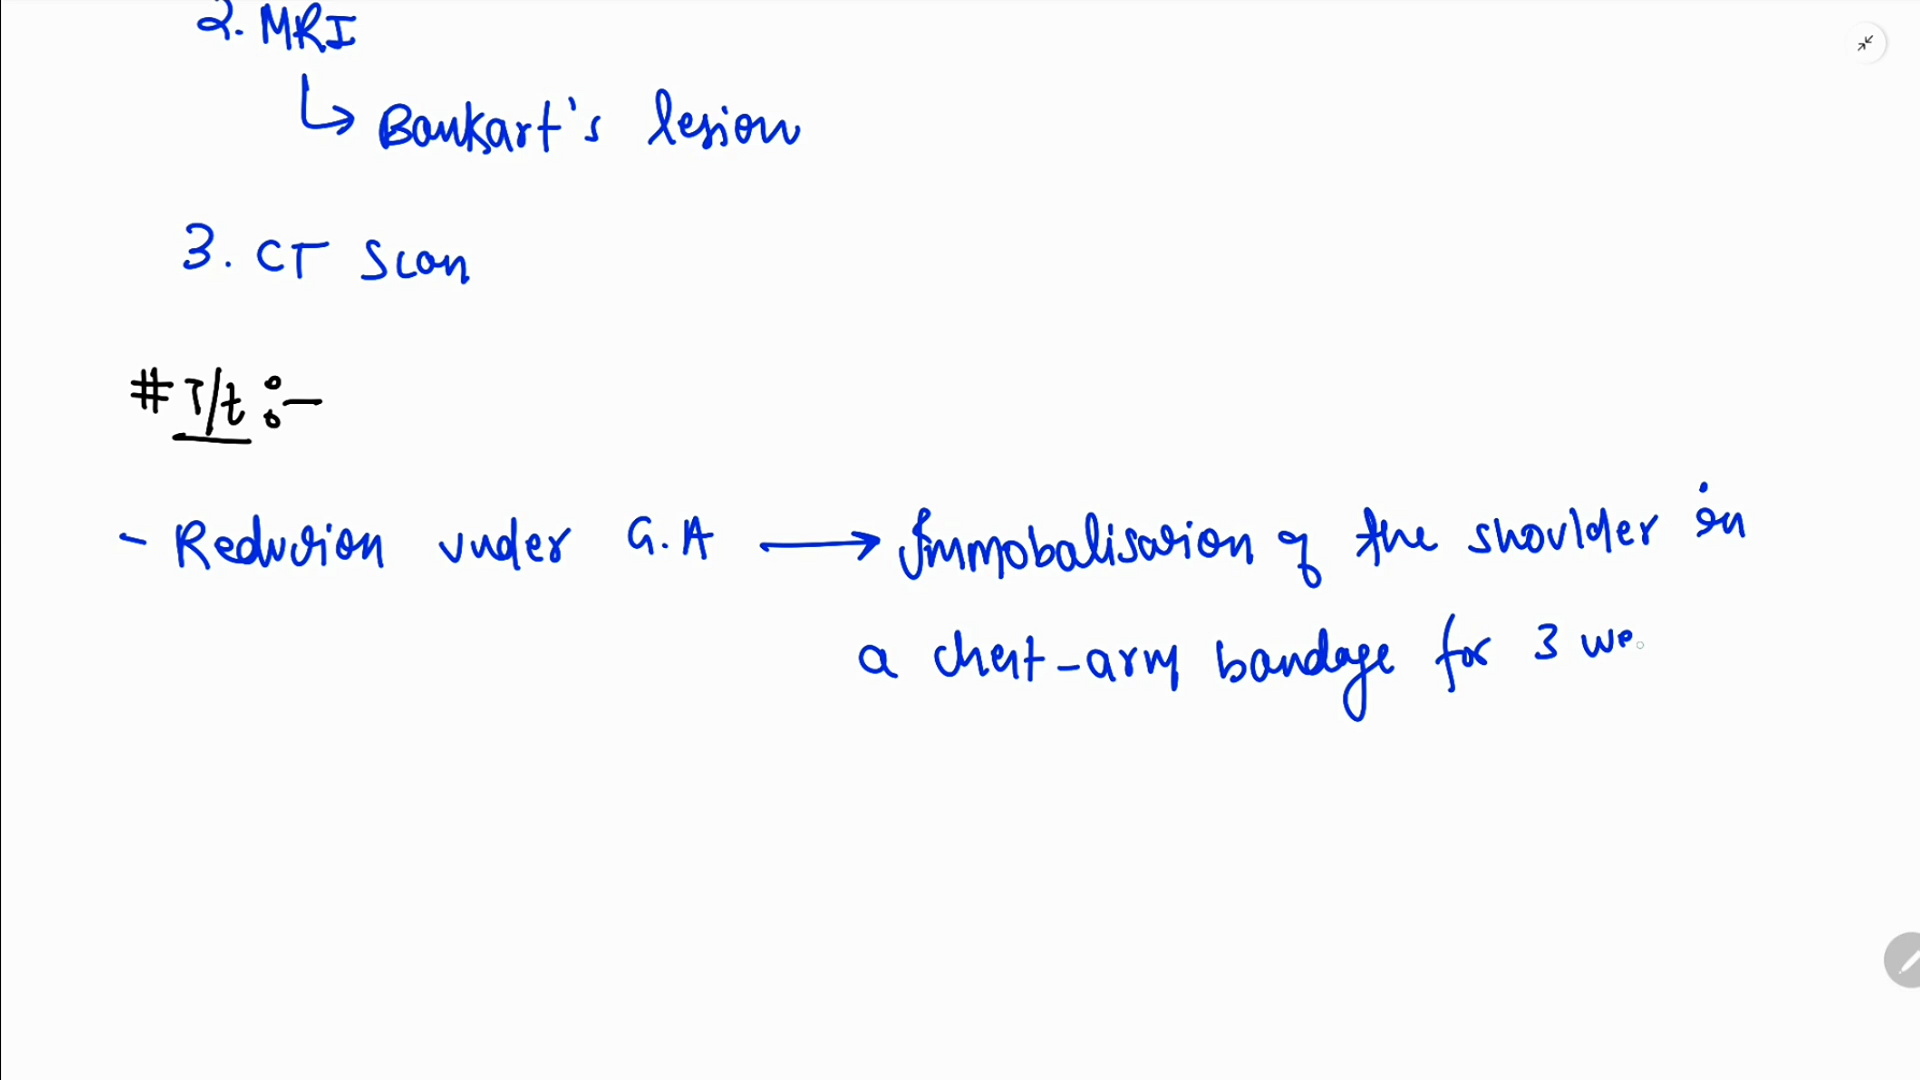 2. MRI
↳ Bankart's lesion
3. CT Scan
# T/t :-
- Reduction under G.A → Immobalisation of the shoulder in
a chest-arm bandage for 3 we